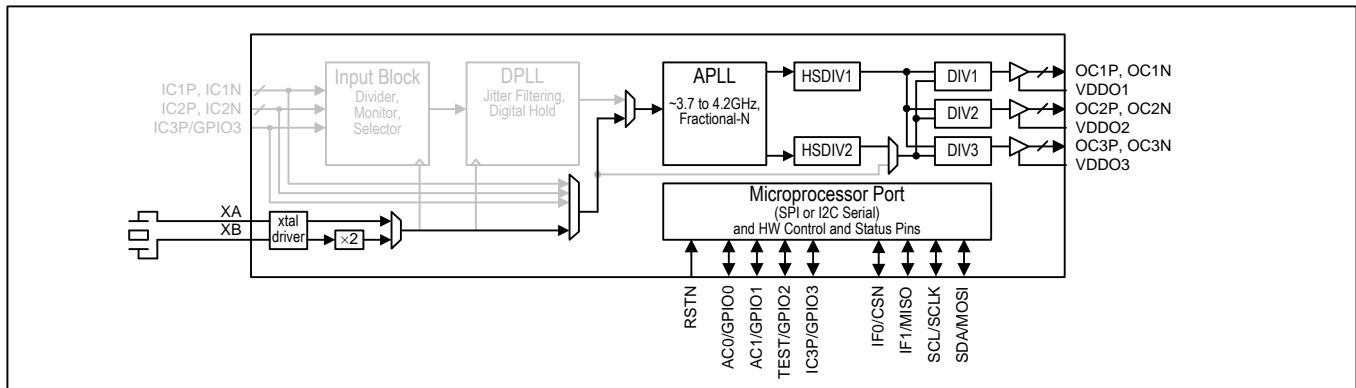 IC1P, IC1N
IC2P, IC2N
IC3P/GPIO3
Input Block
Divider,
Monitor,
Selector
DPLL
Jitter Filtering,
Digital Hold
APLL
~3.7 to 4.2GHz,
Fractional-N
HSDIV1
HSDIV2
DIV1
DIV2
DIV3
OC1P, OC1N
VDDO1
OC2P, OC2N
VDDO2
OC3P, OC3N
VDDO3
XA
XB
xtal
driver
×2
Microprocessor Port
(SPI or I2C Serial)
and HW Control and Status Pins
RSTN
AC0/GPIO0
AC1/GPIO1
TEST/GPIO2
IC3P/GPIO3
IF0/CSN
IF1/MISO
SCL/SCLK
SDA/MOSI